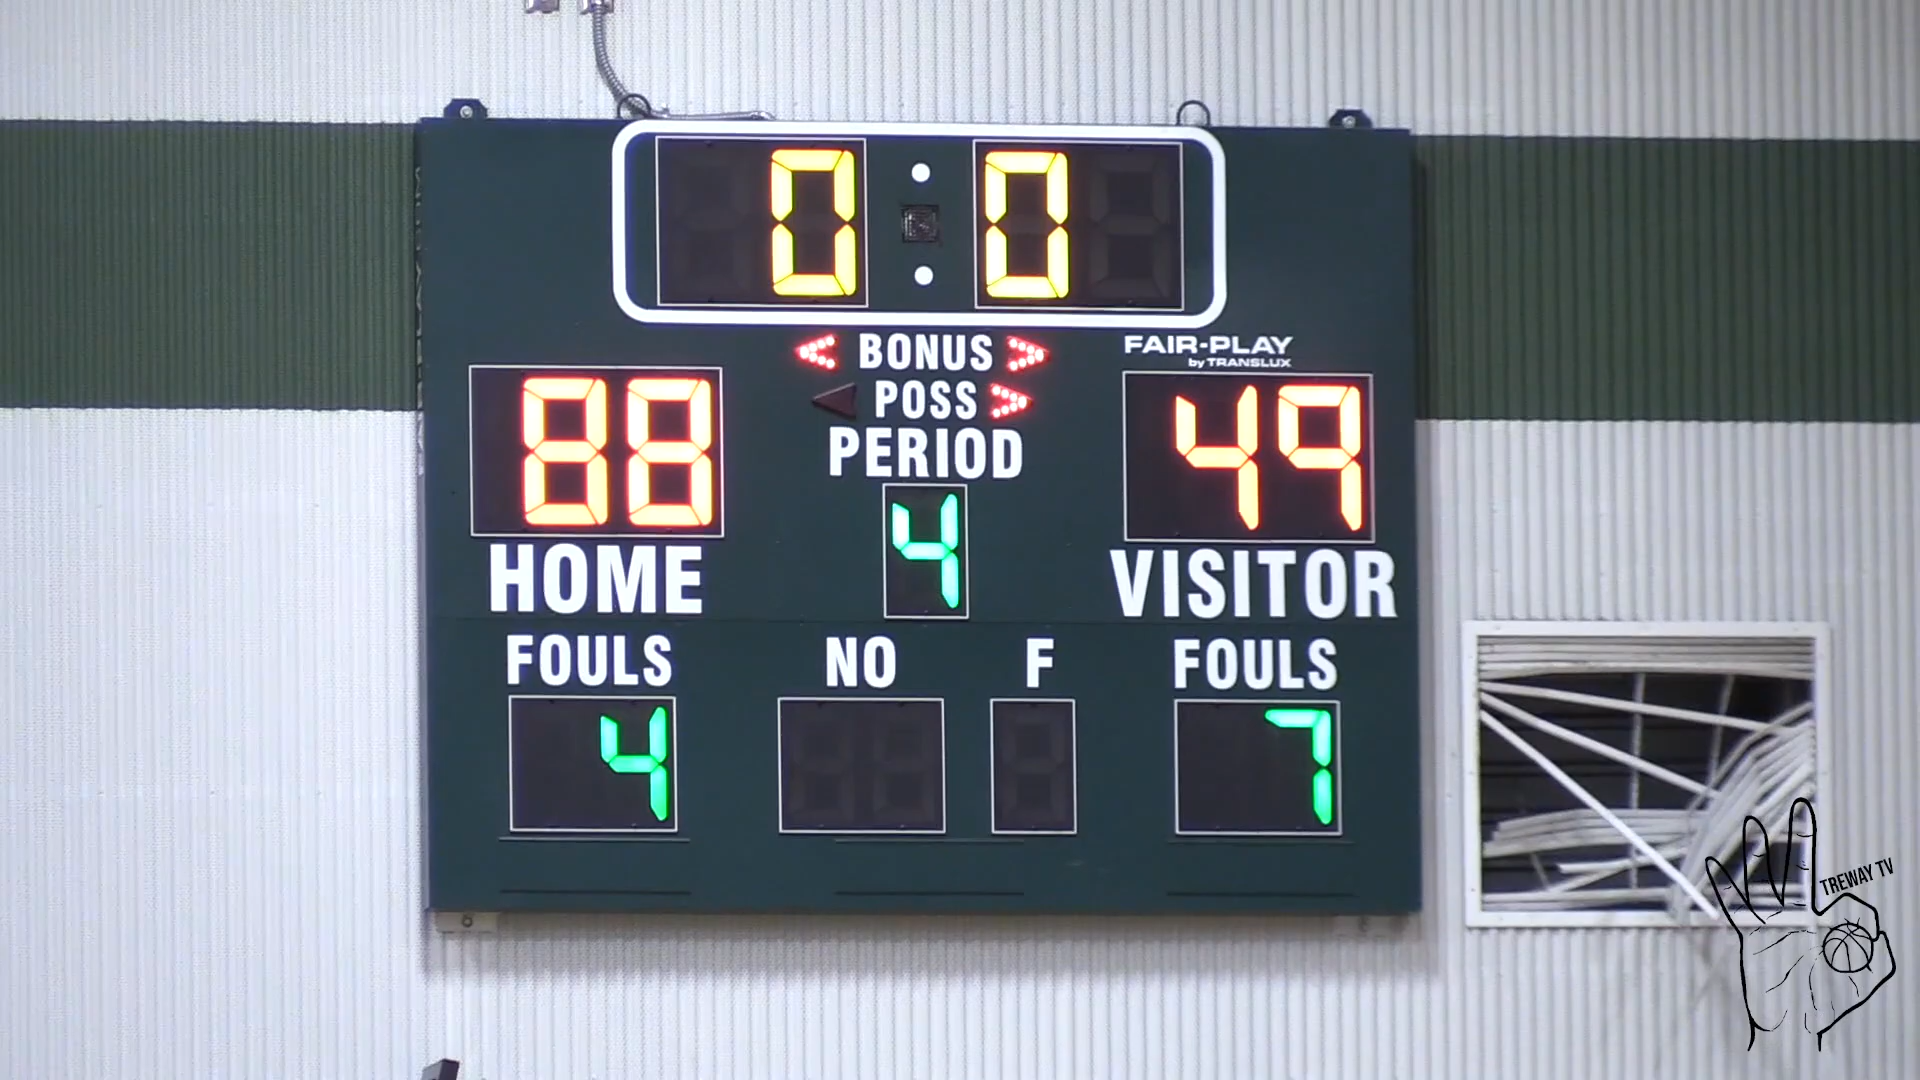 0 : 0
BONUS
FAIR-PLAY
by TRANSLUX
POSS
88
49
PERIOD
4
HOME
VISITOR
FOULS
NO
F
FOULS
4
7
TREWAY TV